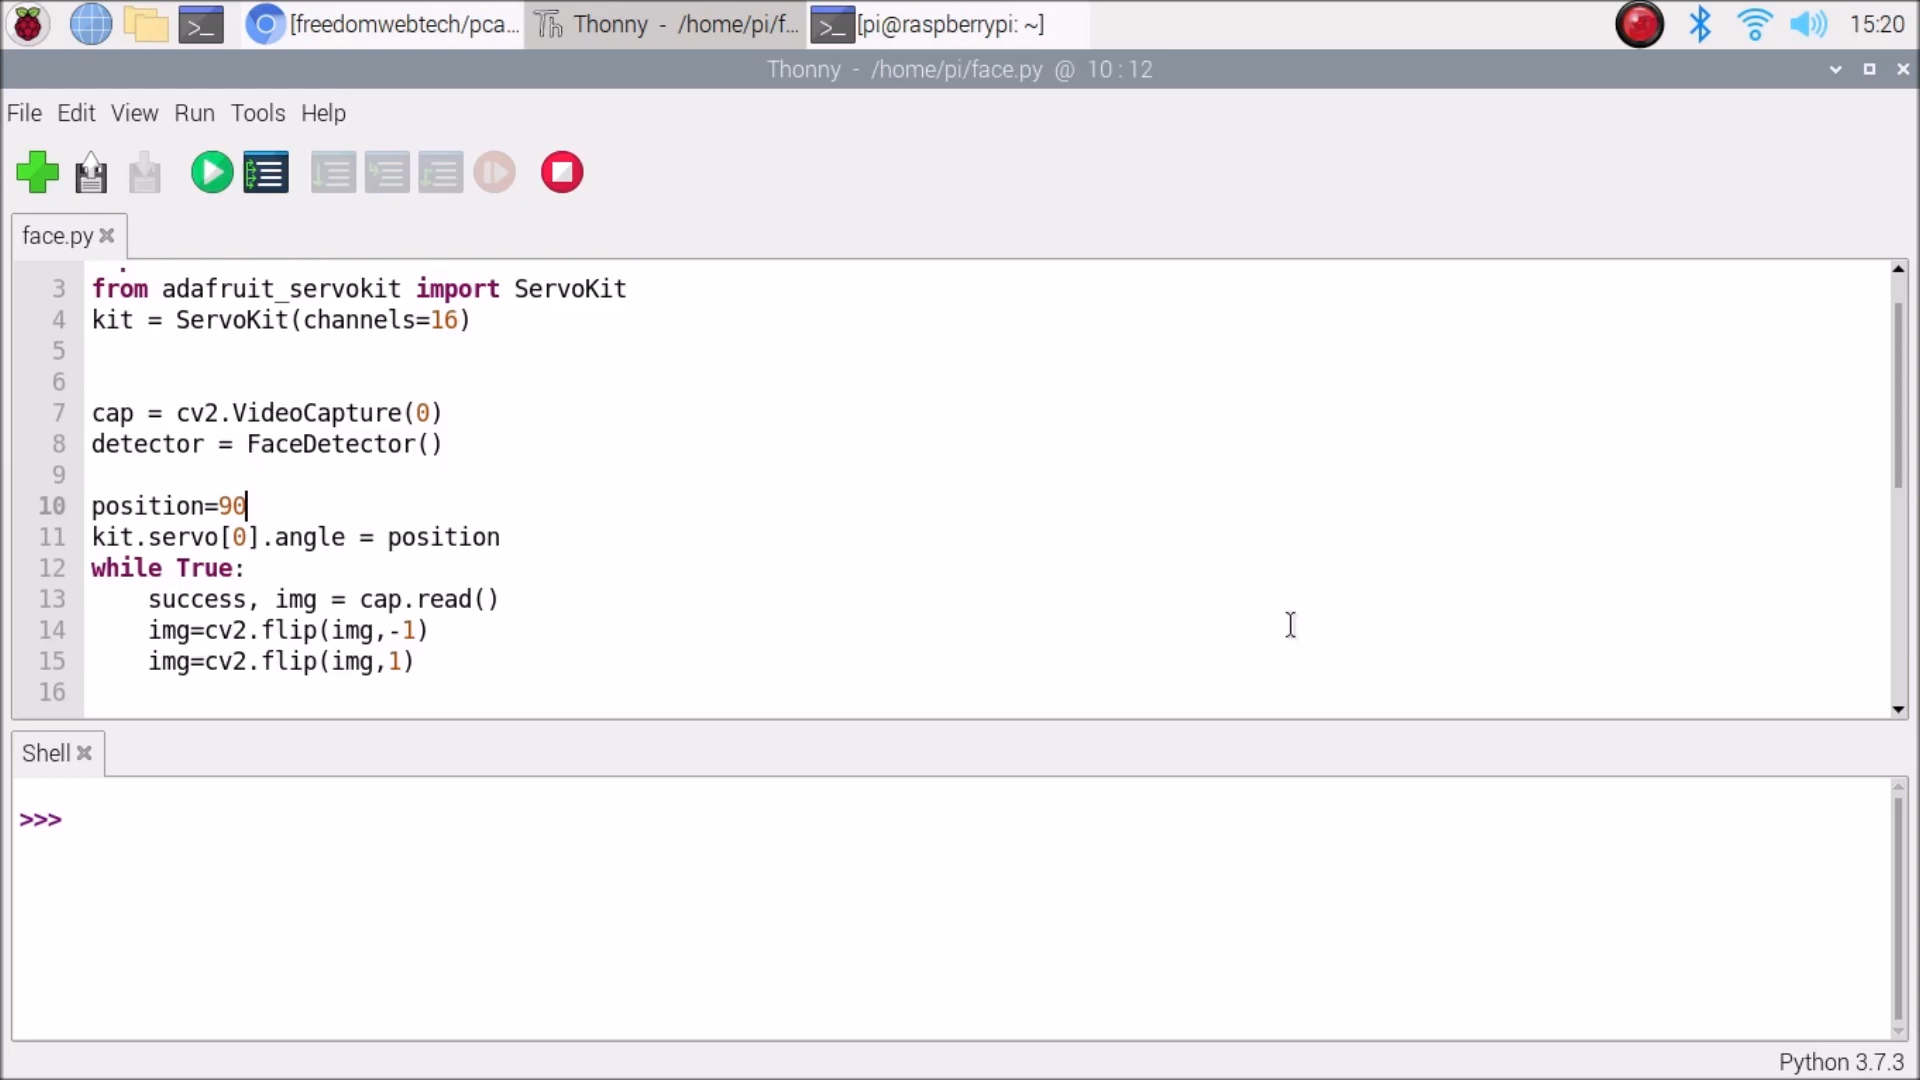 [freedomwebtech/pca...
Thonny - /home/pi/f...
[pi@raspberrypi: ~]
15:20
Thonny - /home/pi/face.py @ 10:12
File Edit View Run Tools Help
face.py
3 from adafruit_servokit import ServoKit
4 kit = ServoKit(channels=16)
5
6
7 cap = cv2.VideoCapture(0)
8 detector = FaceDetector()
9
10 position=90
11 kit.servo[0].angle = position
12 while True:
13     success, img = cap.read()
14     img=cv2.flip(img,-1)
15     img=cv2.flip(img,1)
16
Shell
>>>
Python 3.7.3